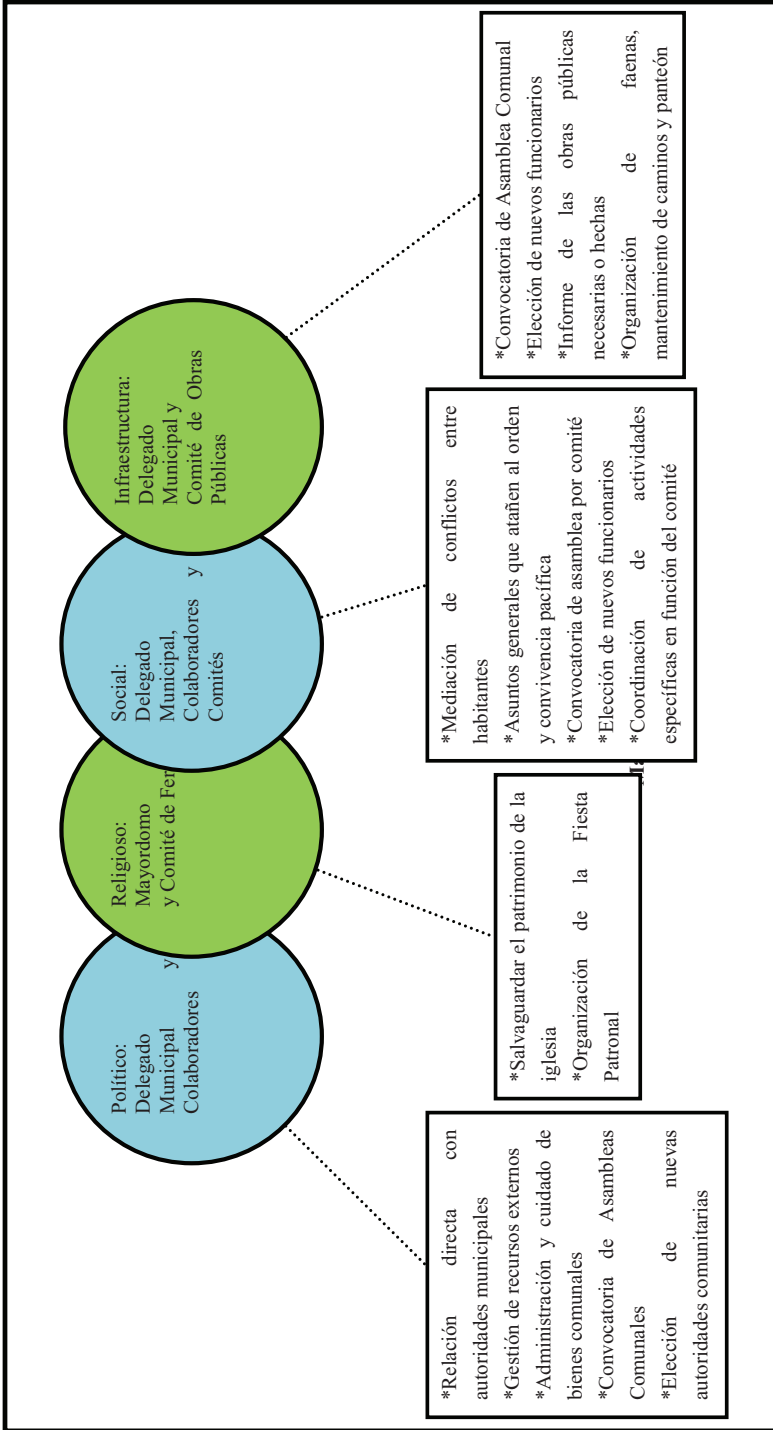 Político:
Delegado
Municipal y
Colaboradores
Religioso:
Mayordomo
y Comité de Fer
Social:
Delegado
Municipal,
Colaboradores y
Comités
Infraestructura:
Delegado
Municipal y
Comité de Obras
Públicas
*Relación directa con
autoridades municipales
*Gestión de recursos externos
*Administración y cuidado de
bienes comunales
*Convocatoria de Asambleas
Comunales
*Elección de nuevas
autoridades comunitarias
*Salvaguardar el patrimonio de la
iglesia
*Organización de la Fiesta
Patronal
*Mediación de conflictos entre
habitantes
*Asuntos generales que atañen al orden
y convivencia pacífica
*Convocatoria de asamblea por comité
*Elección de nuevos funcionarios
*Coordinación de actividades
específicas en función del comité
*Convocatoria de Asamblea Comunal
*Elección de nuevos funcionarios
*Informe de las obras públicas
necesarias o hechas
*Organización de faenas,
mantenimiento de caminos y panteón